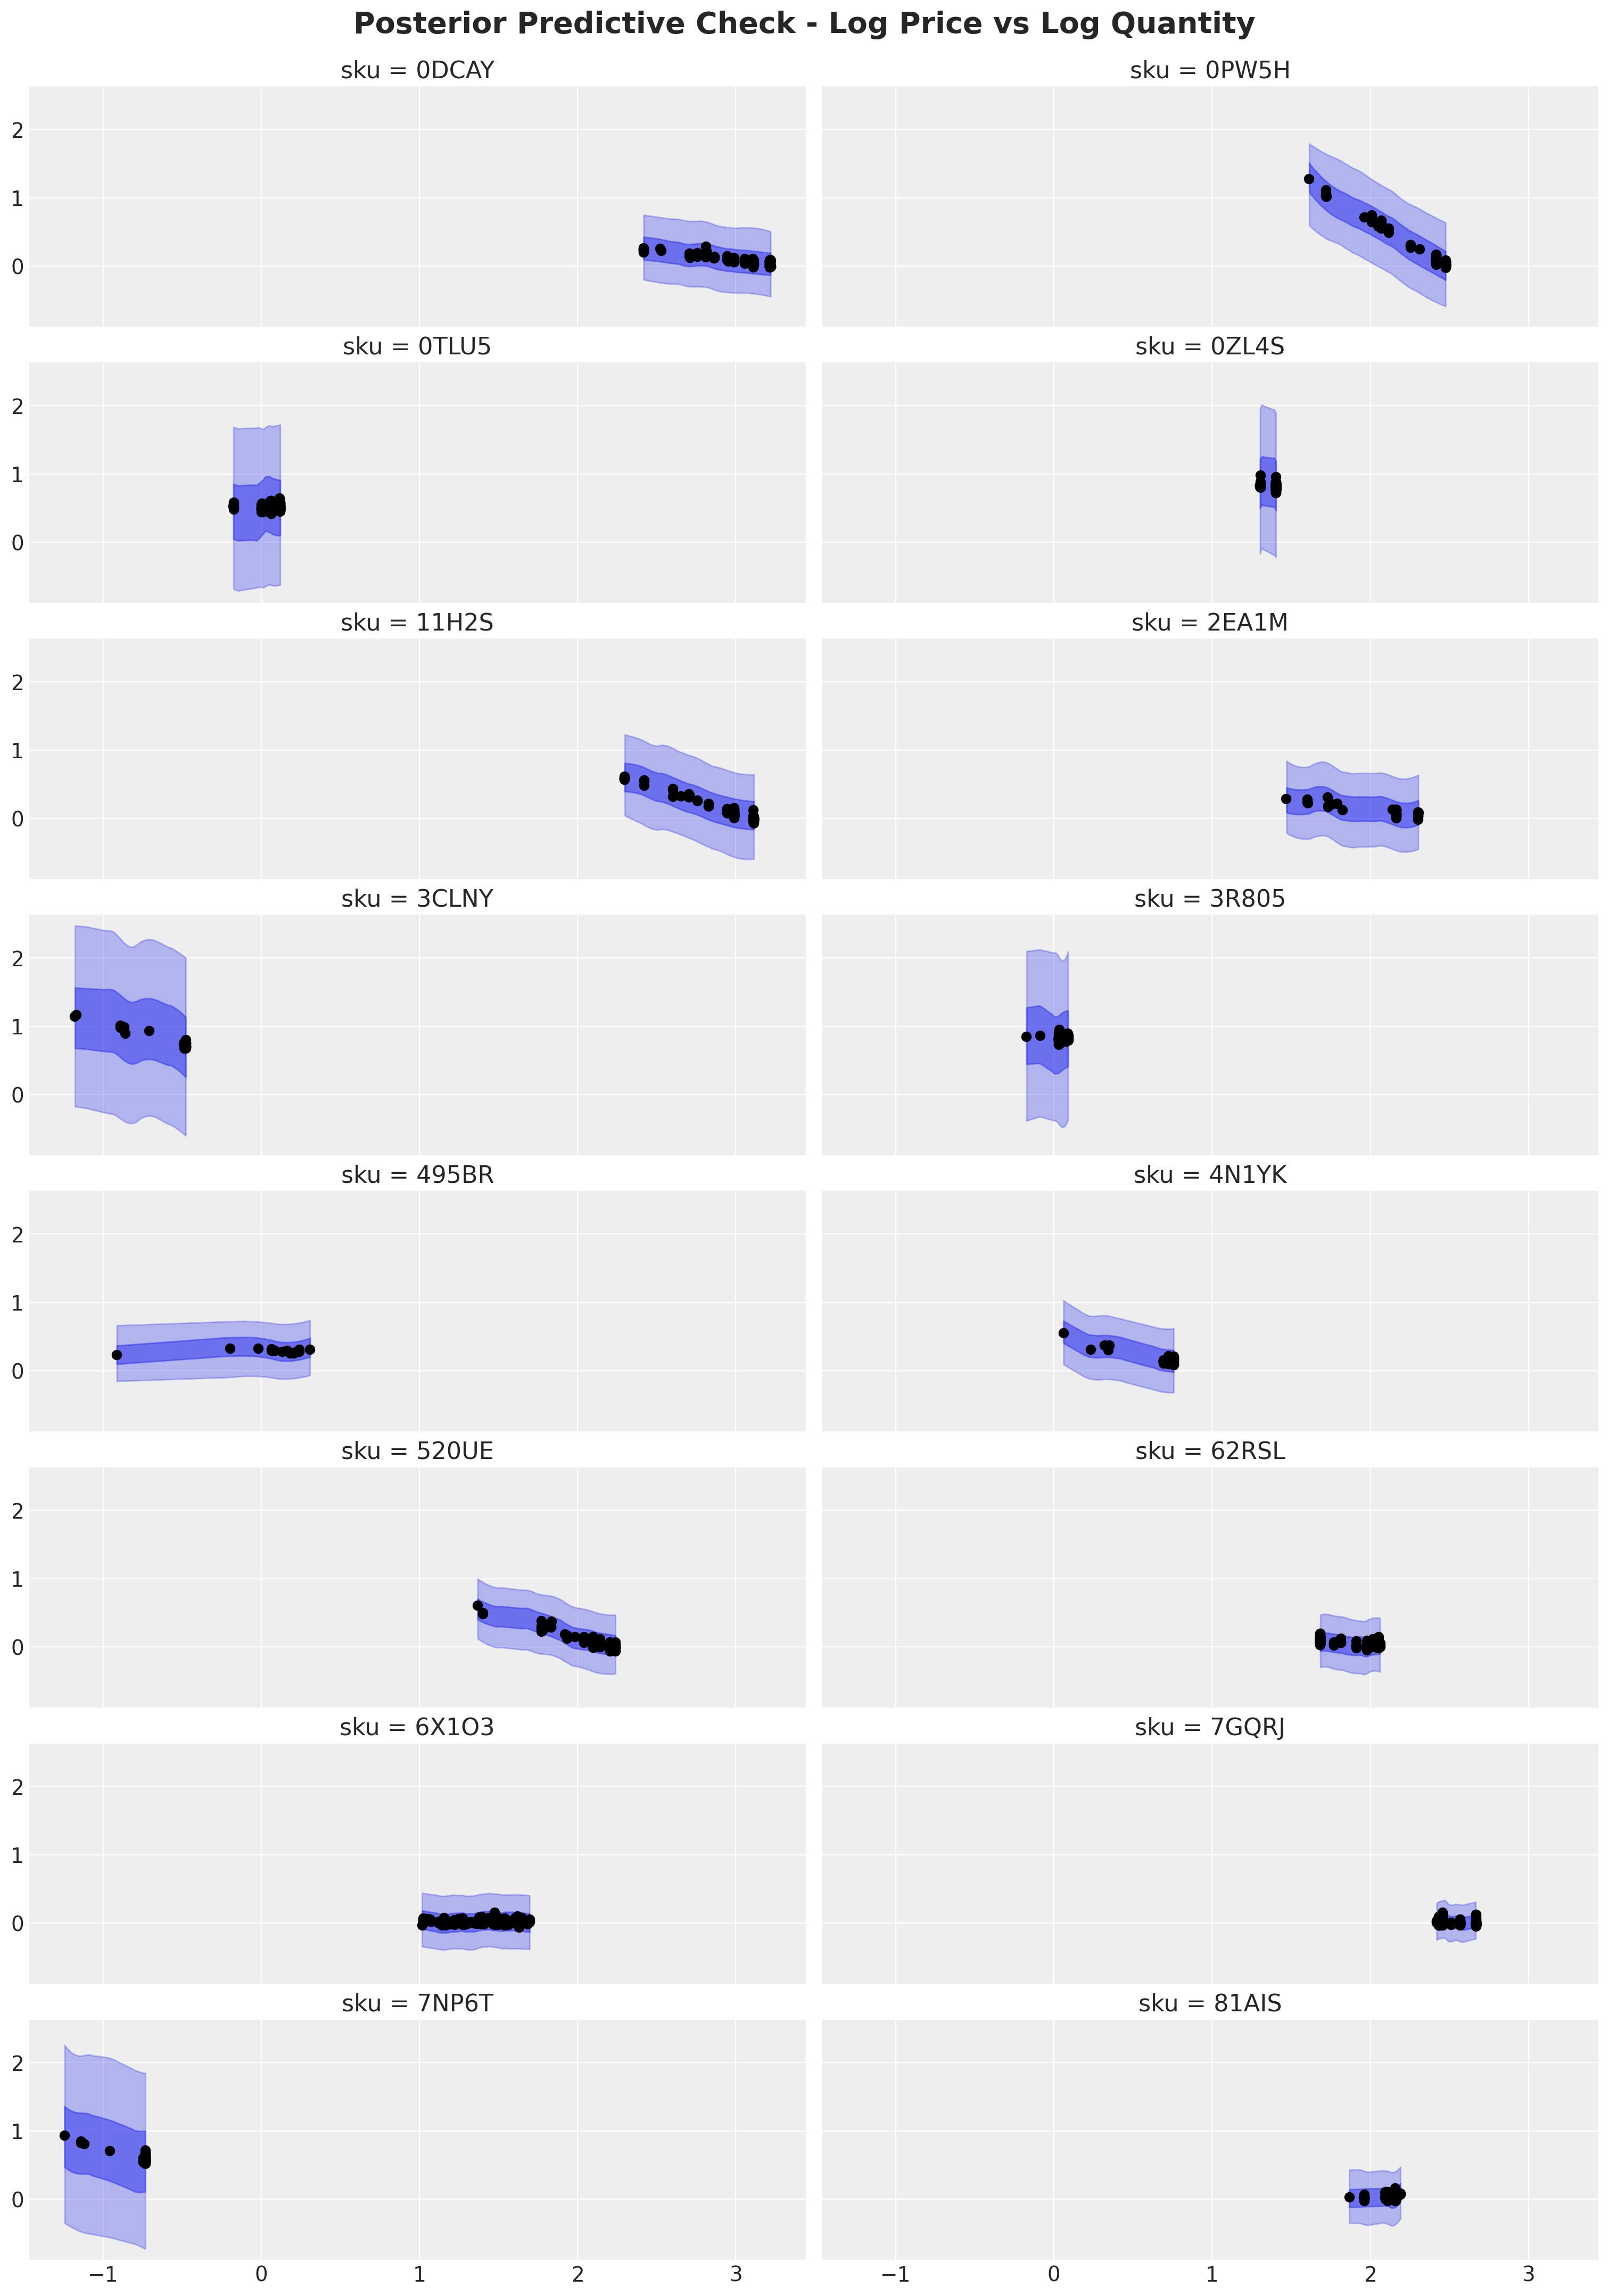 Posterior Predictive Check - Log Price vs Log Quantity
sku = 0DCAY
sku = 0PW5H
2
1
0
sku = 0TLU5
sku = 0ZL4S
2
1
0
sku = 11H2S
sku = 2EA1M
2
1
0
sku = 3CLNY
sku = 3R805
2
1
0
sku = 495BR
sku = 4N1YK
2
1
0
sku = 520UE
sku = 62RSL
2
1
0
sku = 6X1O3
sku = 7GQRJ
2
1
0
sku = 7NP6T
sku = 81AIS
2
1
0
−1 0 1 2 3
−1 0 1 2 3